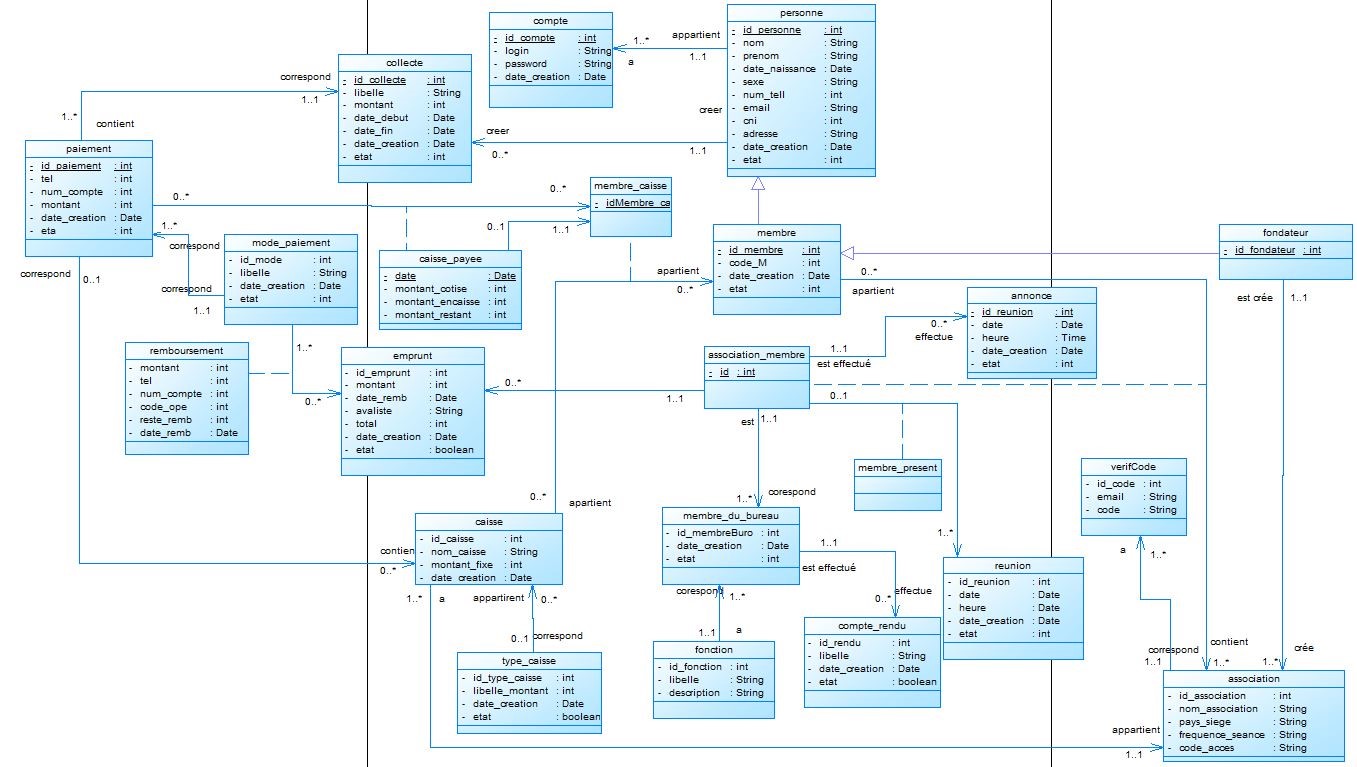 compte
- id_compte : int
- login : String
- password : String
- date_creation : Date
personne
- id_personne : int
- nom : String
- prenom : String
- date_naissance : Date
- sexe : String
- num_tell : int
- email : String
- cni : int
- adresse : String
- date_creation : Date
- etat : int
1..*
a
appartient
1..1
collecte
- id_collecte : int
- libelle : String
- montant : int
- date_debut : Date
- date_fin : Date
- date_creation : Date
- etat : int
correspond
1..1
1..*
contient
creer
creer
0..*
1..1
paiement
- id_paiement : int
- tel : int
- num_compte : int
- montant : int
- date_creation : Date
- eta : int
0..*
0..*
membre_caisse
- idMembre_ca
0..1
1..1
1..*
correspond
correspond
1..1
correspond
0..1
mode_paiement
- id_mode : int
- libelle : String
- date_creation : Date
- etat : int
caisse_payee
- date : Date
- montant_cotise : int
- montant_encaisse : int
- montant_restant : int
membre
- id_membre : int
- code_M : int
- date_creation : Date
- etat : int
appartient
0..*
0..*
appartient
fondateur
- id_fondateur : int
est crée
1..1
annonce
- id_reunion : int
- date : Date
- heure : Time
- date_creation : Date
- etat : int
0..*
effectue
1..1
est effectué
remboursement
- montant : int
- tel : int
- num_compte : int
- code_ope : int
- reste_remb : int
- date_remb : Date
1..*
0..*
emprunt
- id_emprunt : int
- montant : int
- date_remb : Date
- avaliste : String
- total : int
- date_creation : Date
- etat : boolean
0..*
1..1
association_membre
- id : int
0..1
est
1..1
membre_present
verifCode
- id_code : int
- email : String
- code : String
a
1..*
0..*
appartient
1..*
corespond
caisse
- id_caisse : int
- nom_caisse : String
- montant_fixe : int
- date_creation : Date
contien
0..*
1..*
a
appartirent
0..*
0..1
correspond
membre_du_bureau
- id_membreBuro : int
- date_creation : Date
- etat : int
1..1
est effectué
corespond
1..*
1..1
a
0..*
effectue
1..*
reunion
- id_reunion : int
- date : Date
- heure : Date
- date_creation : Date
- etat : int
type_caisse
- id_type_caisse : int
- libelle_montant : int
- date_creation : Date
- etat : boolean
fonction
- id_fonction : int
- libelle : String
- description : String
compte_rendu
- id_rendu : int
- libelle : String
- date_creation : Date
- etat : boolean
correspond
1..1
contient
1..*
1..*
crée
association
- id_association : int
- nom_association : String
- pays_siege : String
- frequence_seance : String
- code_acces : String
appartient
1..1